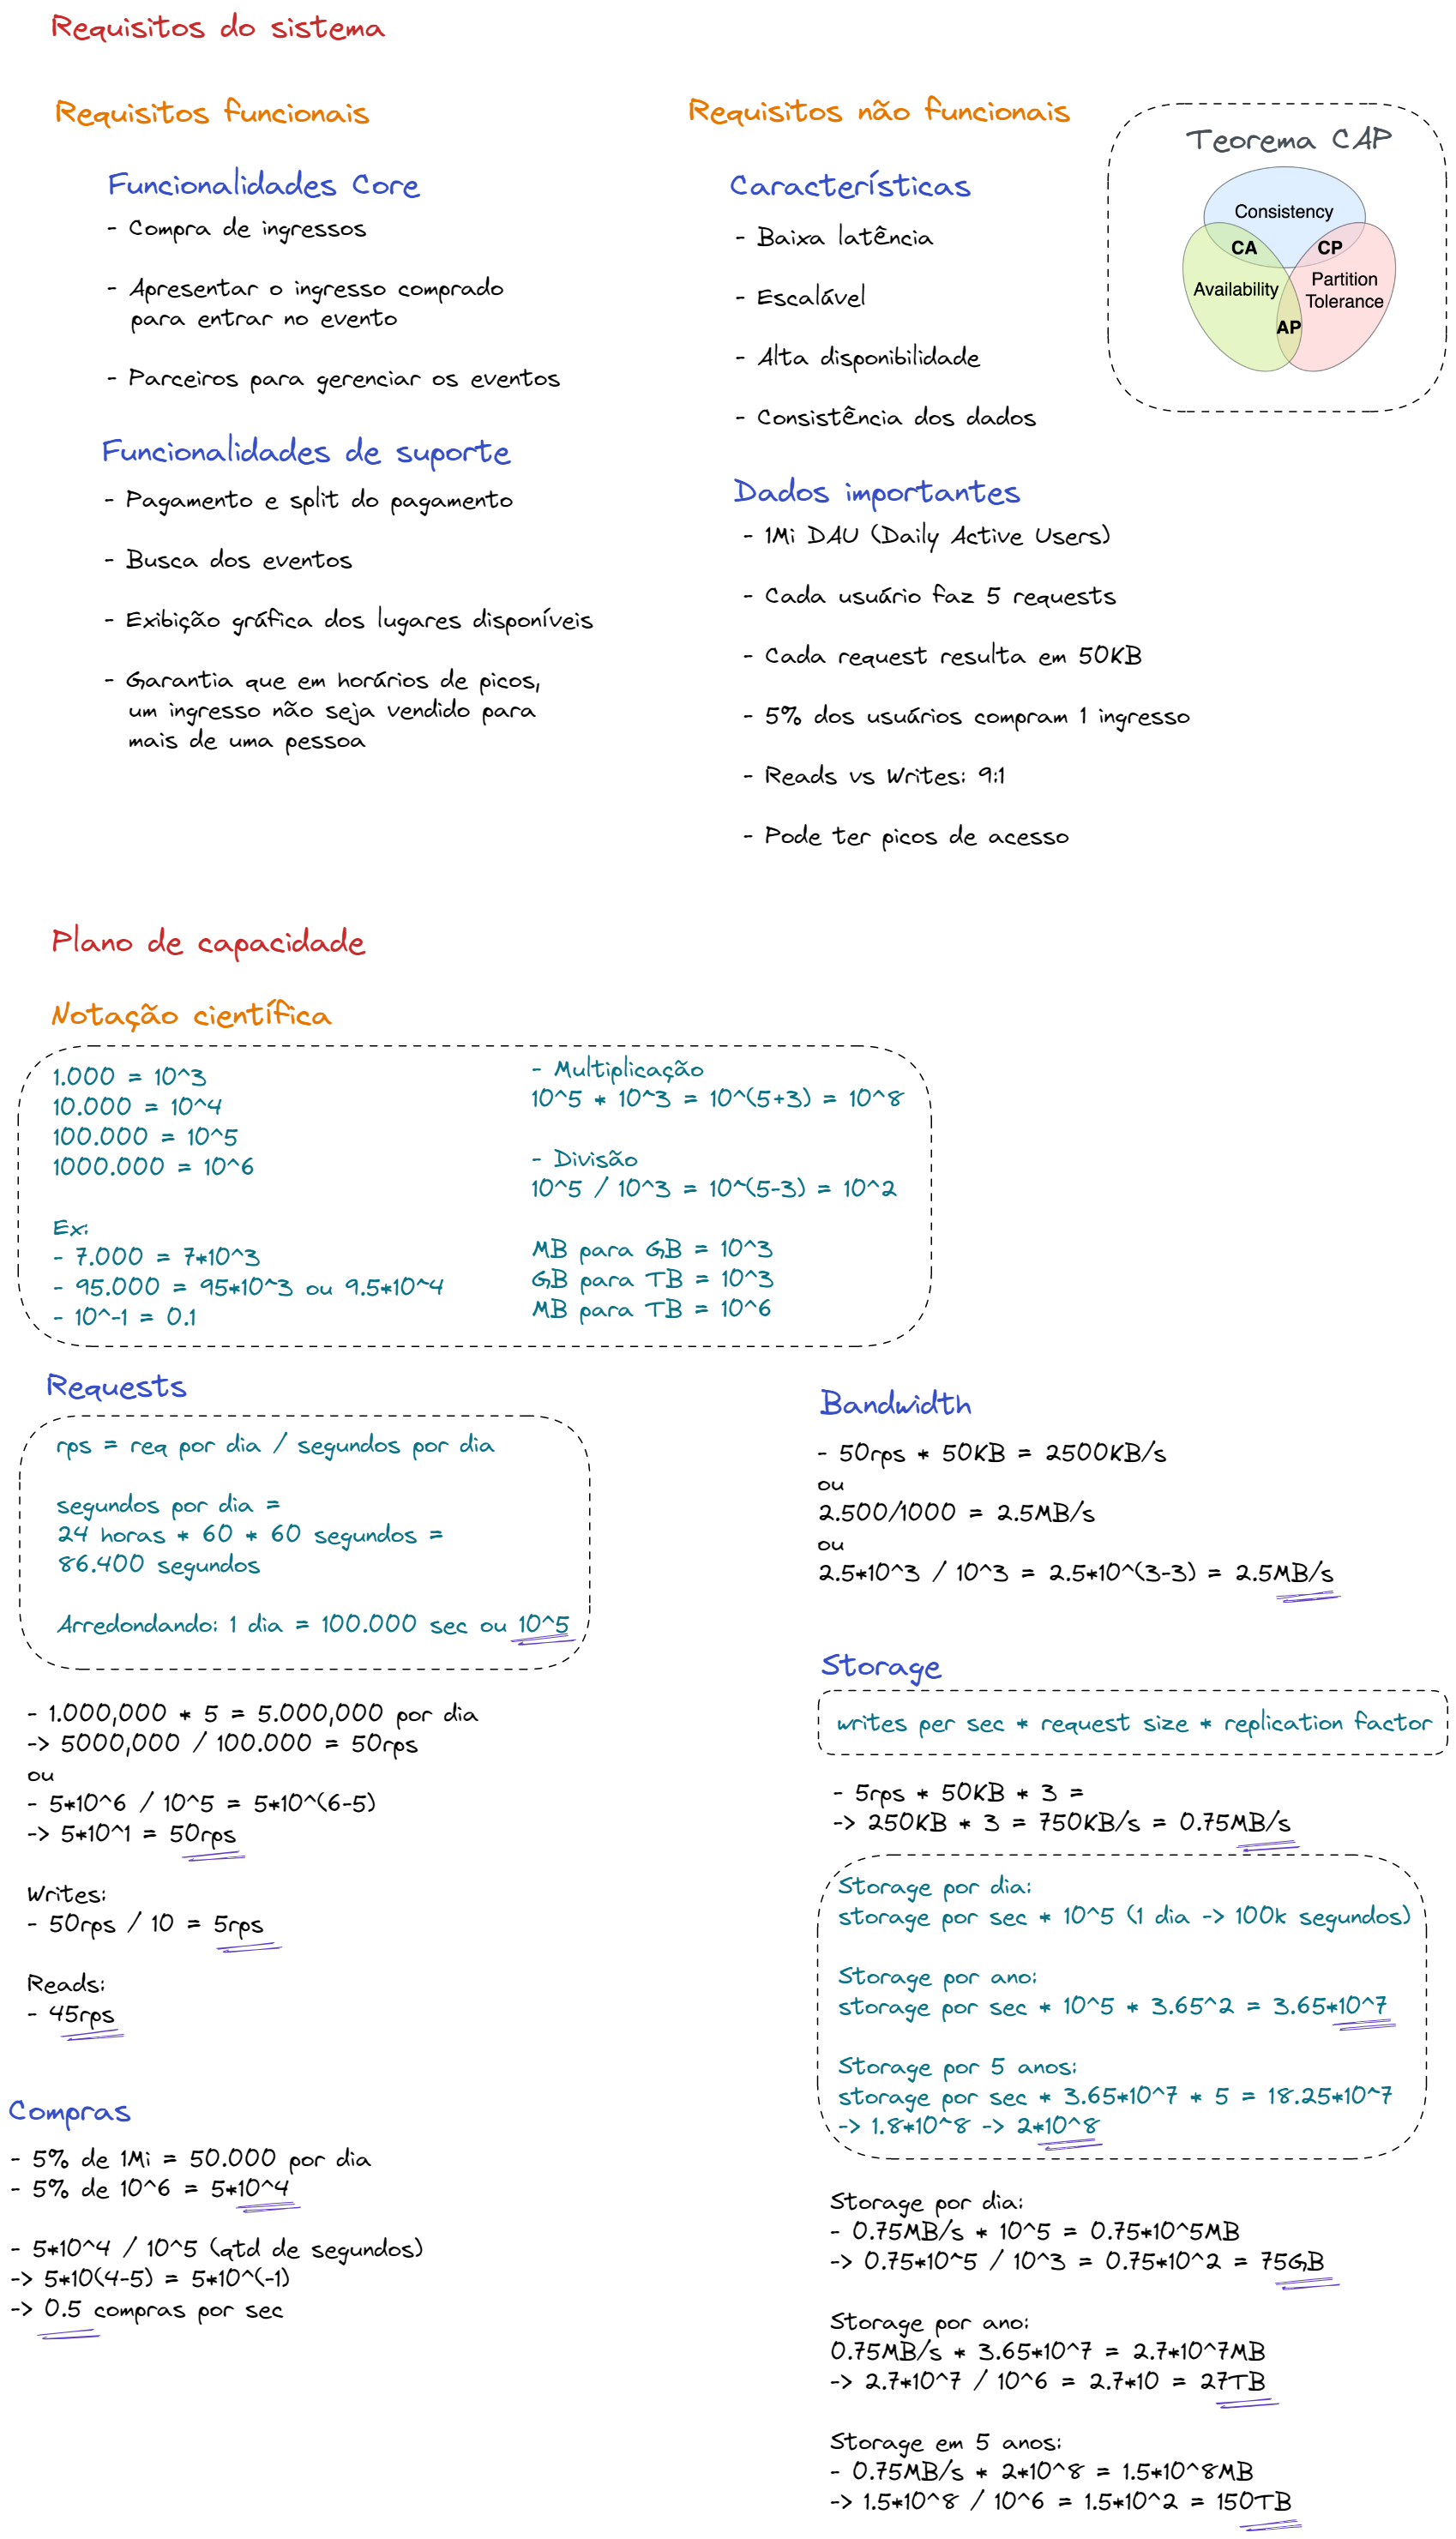 Requisitos do sistema
Requisitos funcionais
Funcionalidades Core
- Compra de ingressos
- Apresentar o ingresso comprado
para entrar no evento
- Parceiros para gerenciar os eventos
Funcionalidades de suporte
- Pagamento e split do pagamento
- Busca dos eventos
- Exibição gráfica dos lugares disponíveis
- Garantia que em horários de picos,
um ingresso não seja vendido para
mais de uma pessoa
Requisitos não funcionais
Características
- Baixa latência
- Escalável
- Alta disponibilidade
- Consistência dos dados
Teorema CAP
Consistency
CA
CP
Availability
Partition
Tolerance
AP
Dados importantes
- 1Mi DAU (Daily Active Users)
- Cada usuário faz 5 requests
- Cada request resulta em 50KB
- 5% dos usuários compram 1 ingresso
- Reads vs Writes: 9:1
- Pode ter picos de acesso
Plano de capacidade
Notação científica
1.000 = 10^3
10.000 = 10^4
100.000 = 10^5
1000.000 = 10^6
Ex:
- 7.000 = 7*10^3
- 95.000 = 95*10^3 ou 9.5*10^4
- 10^-1 = 0.1
- Multiplicação
10^5 * 10^3 = 10^(5+3) = 10^8
- Divisão
10^5 / 10^3 = 10^(5-3) = 10^2
MB para GB = 10^3
GB para TB = 10^3
MB para TB = 10^6
Requests
rps = req por dia / segundos por dia
segundos por dia =
24 horas * 60 * 60 segundos =
86.400 segundos
Arredondando: 1 dia = 100.000 sec ou 10^5
- 1.000,000 * 5 = 5.000,000 por dia
-> 5000,000 / 100.000 = 50rps
ou
- 5*10^6 / 10^5 = 5*10^(6-5)
-> 5*10^1 = 50rps
Writes:
- 50rps / 10 = 5rps
Reads:
- 45rps
Compras
- 5% de 1Mi = 50.000 por dia
- 5% de 10^6 = 5*10^4
- 5*10^4 / 10^5 (qtd de segundos)
-> 5*10(4-5) = 5*10^(-1)
-> 0.5 compras por sec
Bandwidth
- 50rps * 50KB = 2500KB/s
ou
2.500/1000 = 2.5MB/s
ou
2.5*10^3 / 10^3 = 2.5*10^(3-3) = 2.5MB/s
Storage
writes per sec * request size * replication factor
- 5rps * 50KB * 3 =
-> 250KB * 3 = 750KB/s = 0.75MB/s
Storage por dia:
storage por sec * 10^5 (1 dia -> 100k segundos)
Storage por ano:
storage por sec * 10^5 * 3.65^2 = 3.65*10^7
Storage por 5 anos:
storage por sec * 3.65*10^7 * 5 = 18.25*10^7
-> 1.8*10^8 -> 2*10^8
Storage por dia:
- 0.75MB/s * 10^5 = 0.75*10^5MB
-> 0.75*10^5 / 10^3 = 0.75*10^2 = 75GB
Storage por ano:
0.75MB/s * 3.65*10^7 = 2.7*10^7MB
-> 2.7*10^7 / 10^6 = 2.7*10 = 27TB
Storage em 5 anos:
- 0.75MB/s * 2*10^8 = 1.5*10^8MB
-> 1.5*10^8 / 10^6 = 1.5*10^2 = 150TB